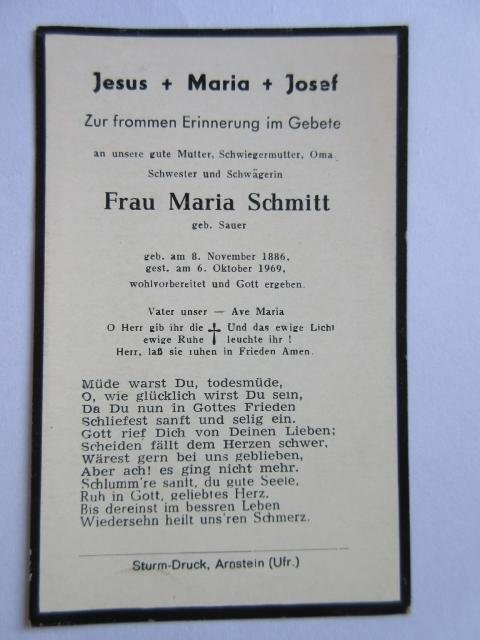 Jesus + Maria + Josef
Zur frommen Erinnerung im Gebete
an unsere gute Mutter, Schwiegermutter, Oma
Schwester und Schwägerin
Frau Maria Schmitt
geb. Sauer
geb. am 8. November 1886,
gest. am 6. Oktober 1969,
wohlvorbereitet und Gott ergeben.
Vater unser — Ave Maria
O Herr gib ihr die † Und das ewige Licht
ewige Ruhe leuchte ihr !
Herr, laß sie ruhen in Frieden Amen.
Müde warst Du, todesmüde,
O, wie glücklich wirst Du sein,
Da Du nun in Gottes Frieden
Schliefest sanft und selig ein.
Gott rief Dich von Deinen Lieben;
Scheiden fällt dem Herzen schwer,
Wärest gern bei uns geblieben,
Aber ach! es ging nicht mehr.
Schlumm're sanft, du gute Seele,
Ruh in Gott, geliebtes Herz,
Bis dereinst im bessren Leben
Wiedersehn heilt uns'ren Schmerz.
Sturm-Druck, Arnstein (Ufr.)